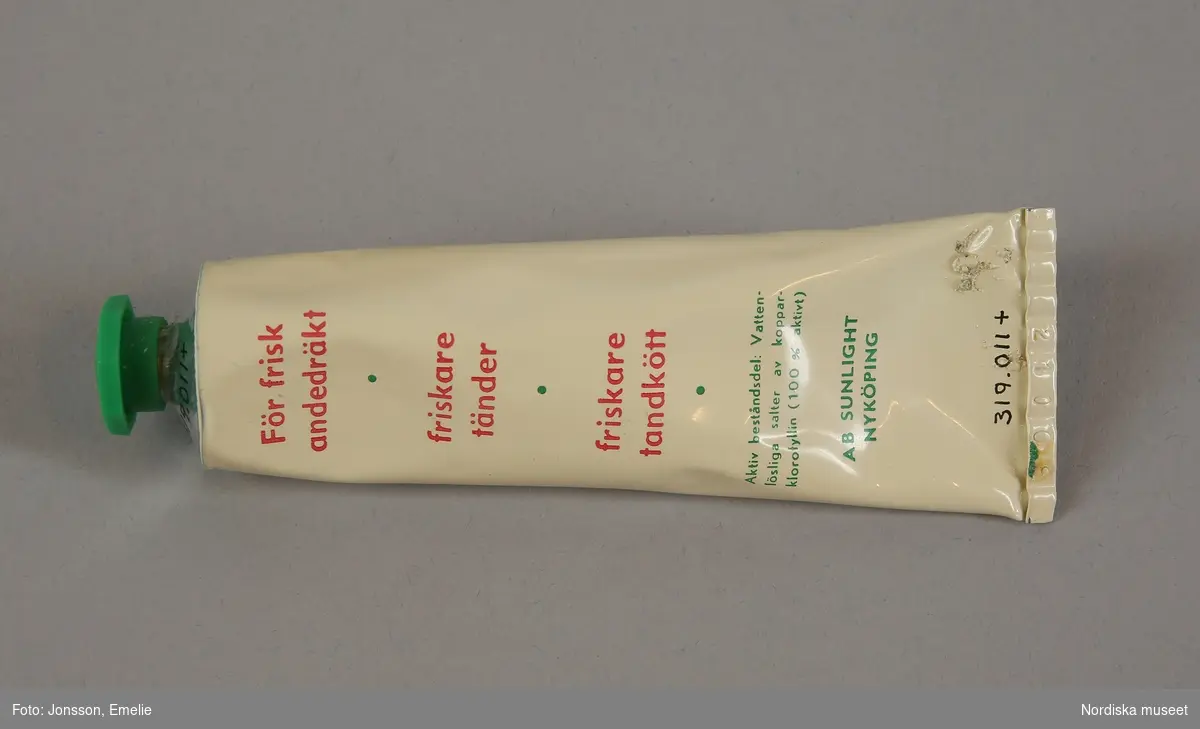 För frisk
andedräkt
•
friskare
tänder
•
friskare
tandkött
•
Aktiv beståndsdel: Vatten-
lösliga salter av koppar-
klorofyllin (100 % aktivt)
AB SUNLIGHT
NYKÖPING
319.011+
Foto: Jonsson, Emelie
Nordiska museet